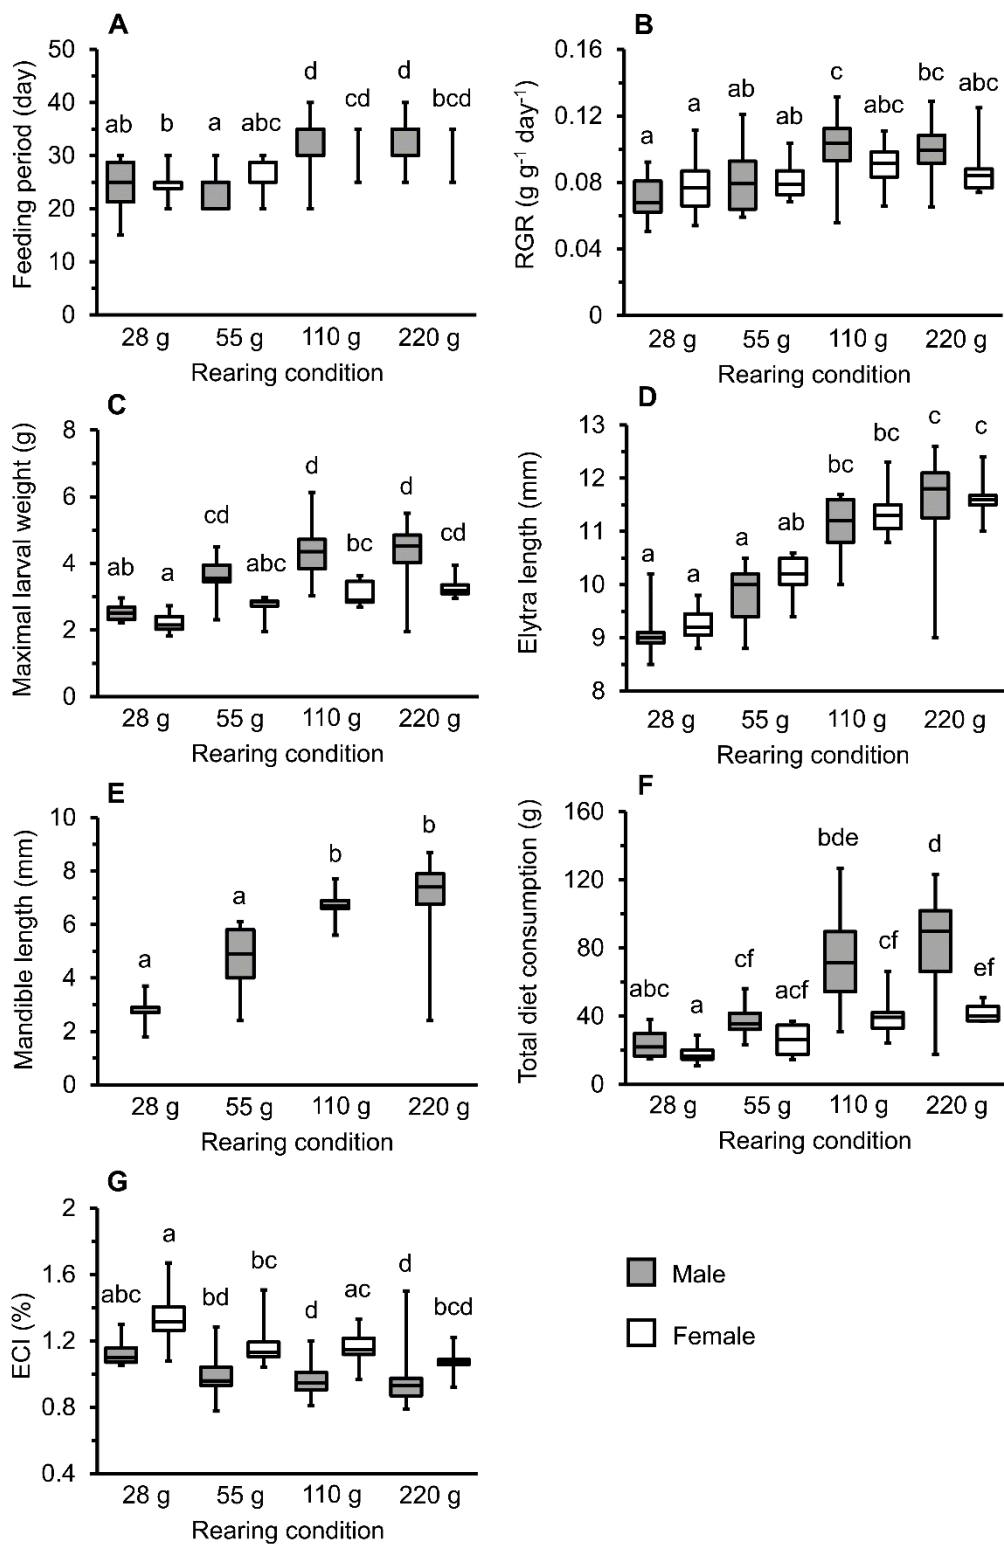 A
Feeding period (day)
50
40
30
20
10
0
ab b a abc d cd d bcd
28 g 55 g 110 g 220 g
Rearing condition
B
RGR (g g⁻¹ day⁻¹)
0.16
0.12
0.08
0.04
0
a a ab ab c abc bc abc
28 g 55 g 110 g 220 g
Rearing condition
C
Maximal larval weight (g)
8
6
4
2
0
ab a cd abc d bc d cd
28 g 55 g 110 g 220 g
Rearing condition
D
Elytra length (mm)
13
12
11
10
9
8
a a a ab bc bc c c
28 g 55 g 110 g 220 g
Rearing condition
E
Mandible length (mm)
10
8
6
4
2
0
a a b b
28 g 55 g 110 g 220 g
Rearing condition
F
Total diet consumption (g)
160
120
80
40
0
abc a cf acf bde cf d ef
28 g 55 g 110 g 220 g
Rearing condition
G
ECI (%)
2
1.6
1.2
0.8
0.4
abc a bd bc d ac d bcd
28 g 55 g 110 g 220 g
Rearing condition
Male
Female